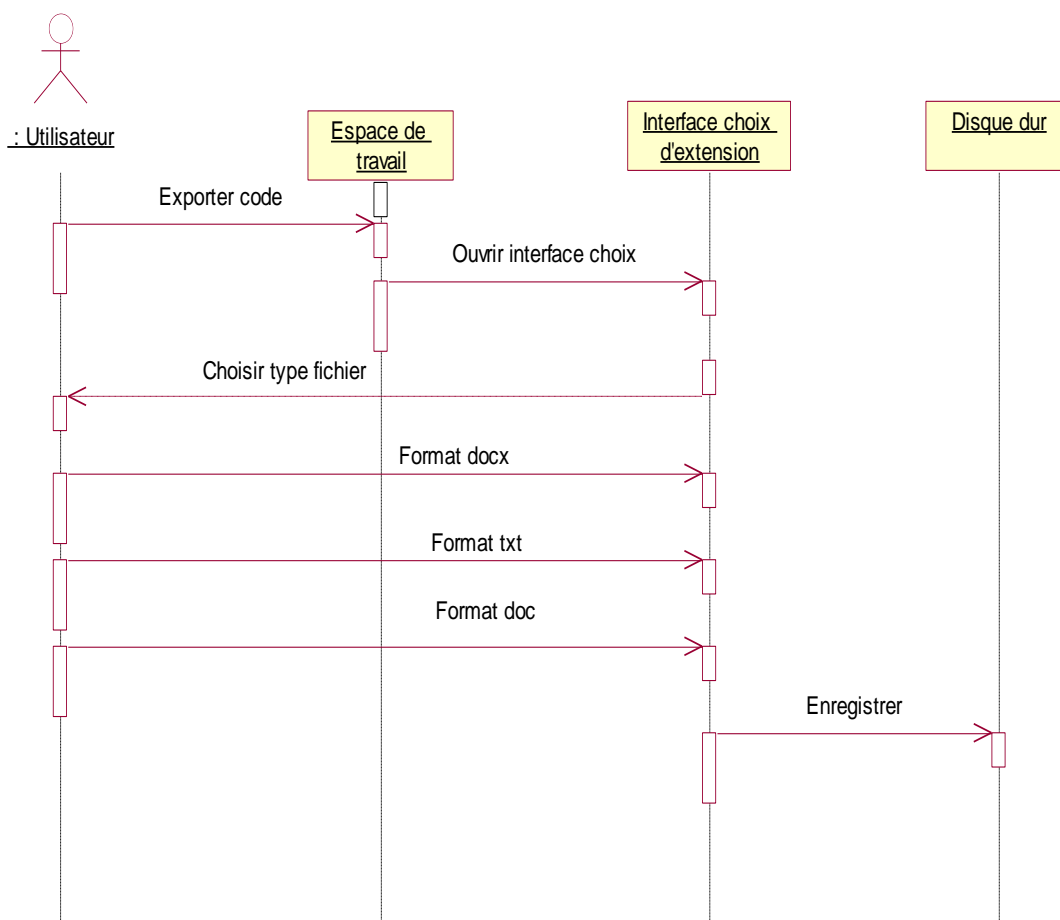 : Utilisateur
Espace de
travail
Interface choix
d'extension
Disque dur
Exporter code
Ouvrir interface choix
Choisir type fichier
Format docx
Format txt
Format doc
Enregistrer